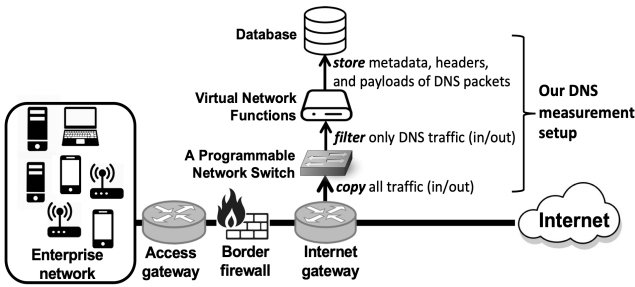 Database
store metadata, headers,
and payloads of DNS packets
Virtual Network
Functions
filter only DNS traffic (in/out)
A Programmable
Network Switch
copy all traffic (in/out)
Our DNS
measurement
setup
Enterprise
network
Access
gateway
Border
firewall
Internet
gateway
Internet